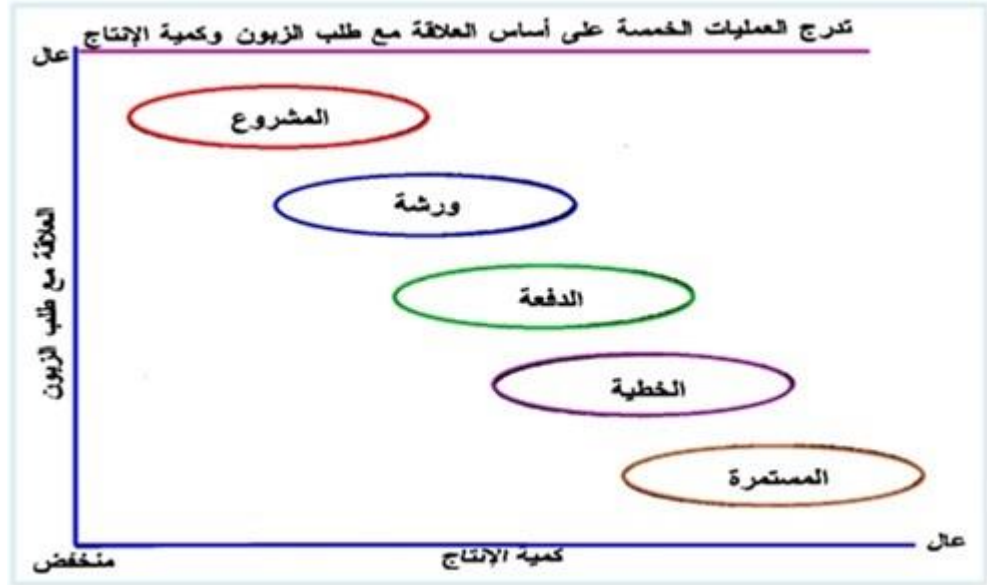 تدرج العمليات الخمسة على أساس العلاقة مع طلب الزبون وكمية الإنتاج
عال
المشروع
ورشة
الدفعة
الخطية
المستمرة
العلاقة مع طلب الزبون
عال
كمية الإنتاج
منخفض